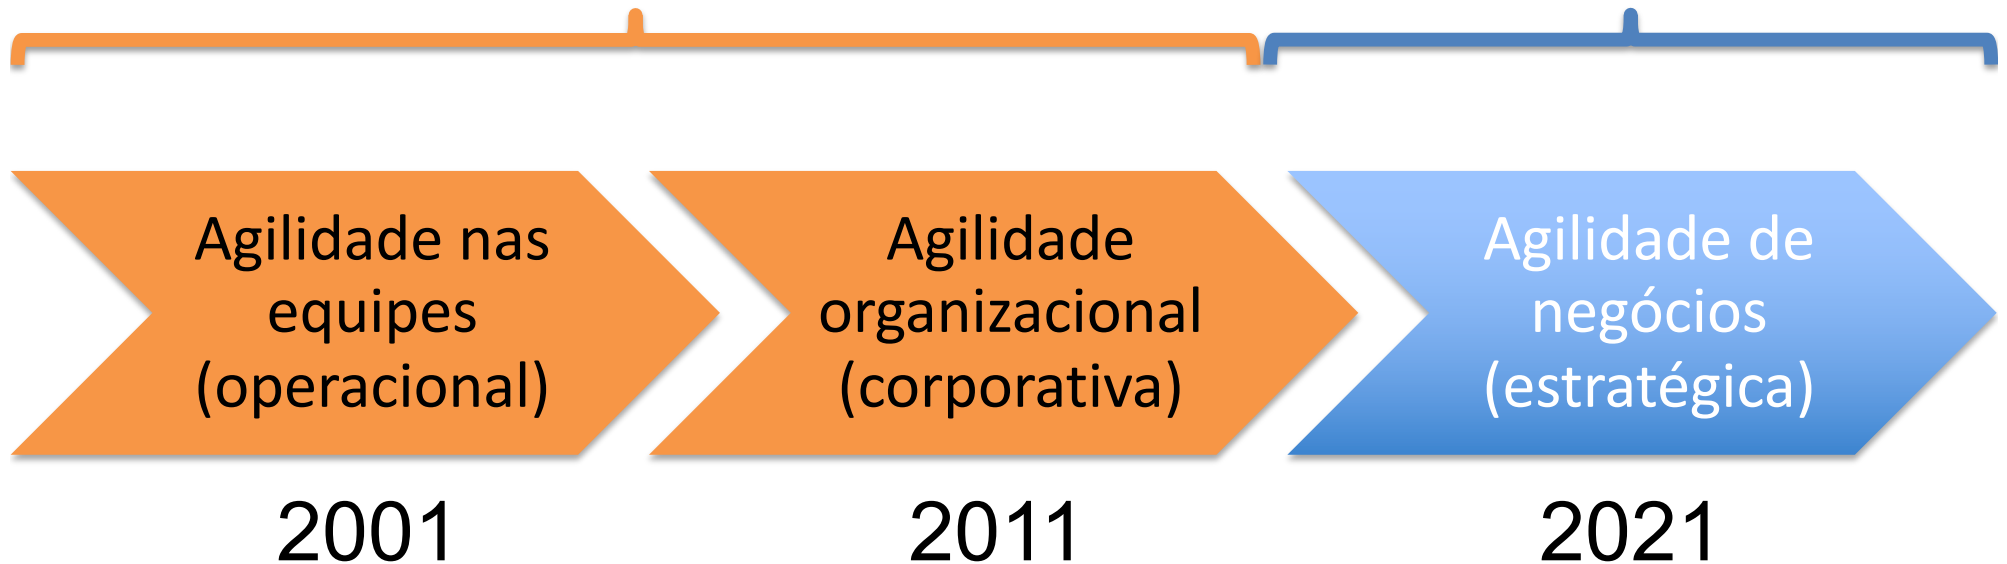 Agilidade nas
equipes
(operacional)
Agilidade
organizacional
(corporativa)
Agilidade de
negócios
(estratégica)
2001
2011
2021